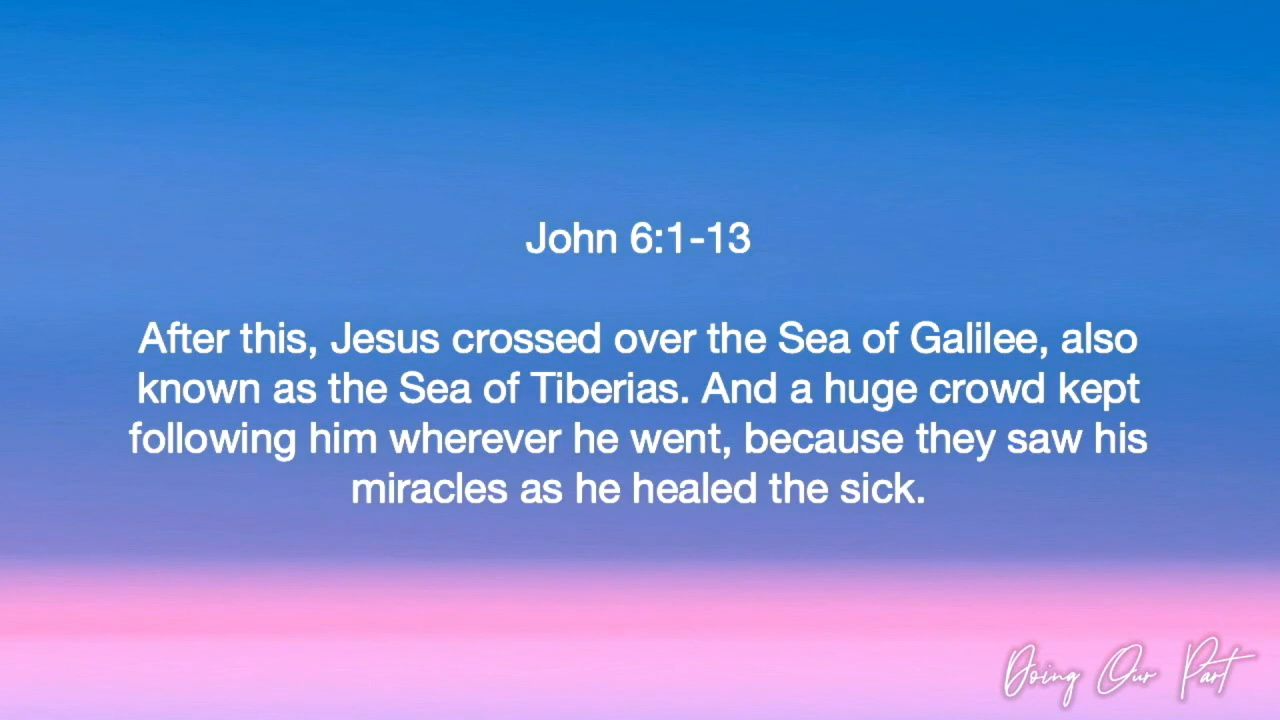 John 6:1-13
After this, Jesus crossed over the Sea of Galilee, also
known as the Sea of Tiberias. And a huge crowd kept
following him wherever he went, because they saw his
miracles as he healed the sick.
Doing Our Part